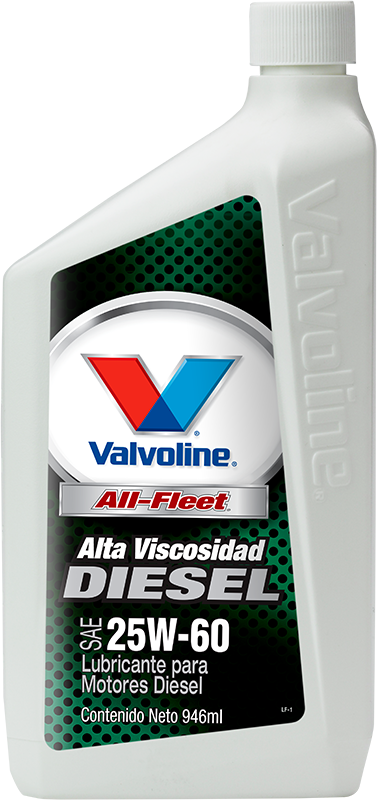 Valvoline
Valvoline®
All-Fleet
Alta Viscosidad
DIESEL
SAE 25W-60
Lubricante para
Motores Diesel
Contenido Neto 946ml
LF-1